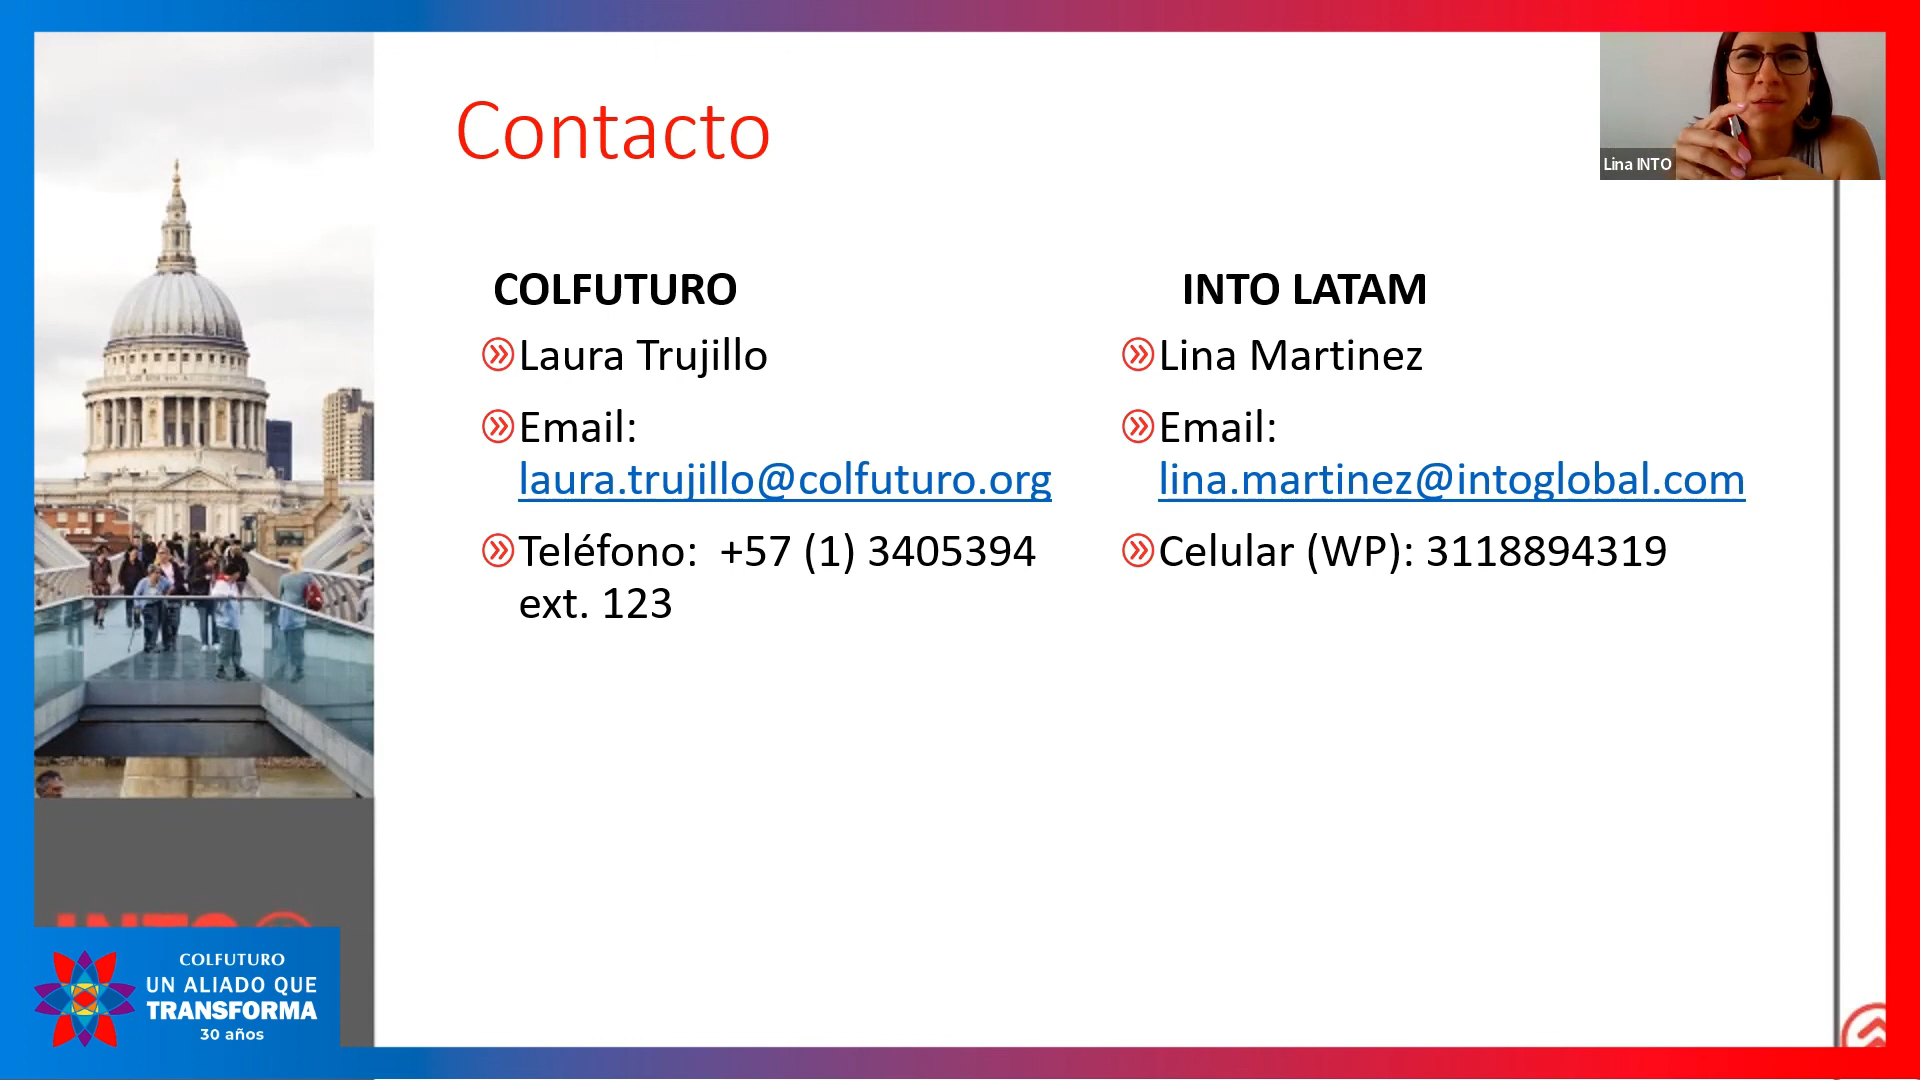 Contacto
Lina INTO
COLFUTURO
Laura Trujillo
Email:
laura.trujillo@colfuturo.org
Teléfono:  +57 (1) 3405394
ext. 123
INTO LATAM
Lina Martinez
Email:
lina.martinez@intoglobal.com
Celular (WP): 3118894319
INTO
COLFUTURO
UN ALIADO QUE
TRANSFORMA
30 años